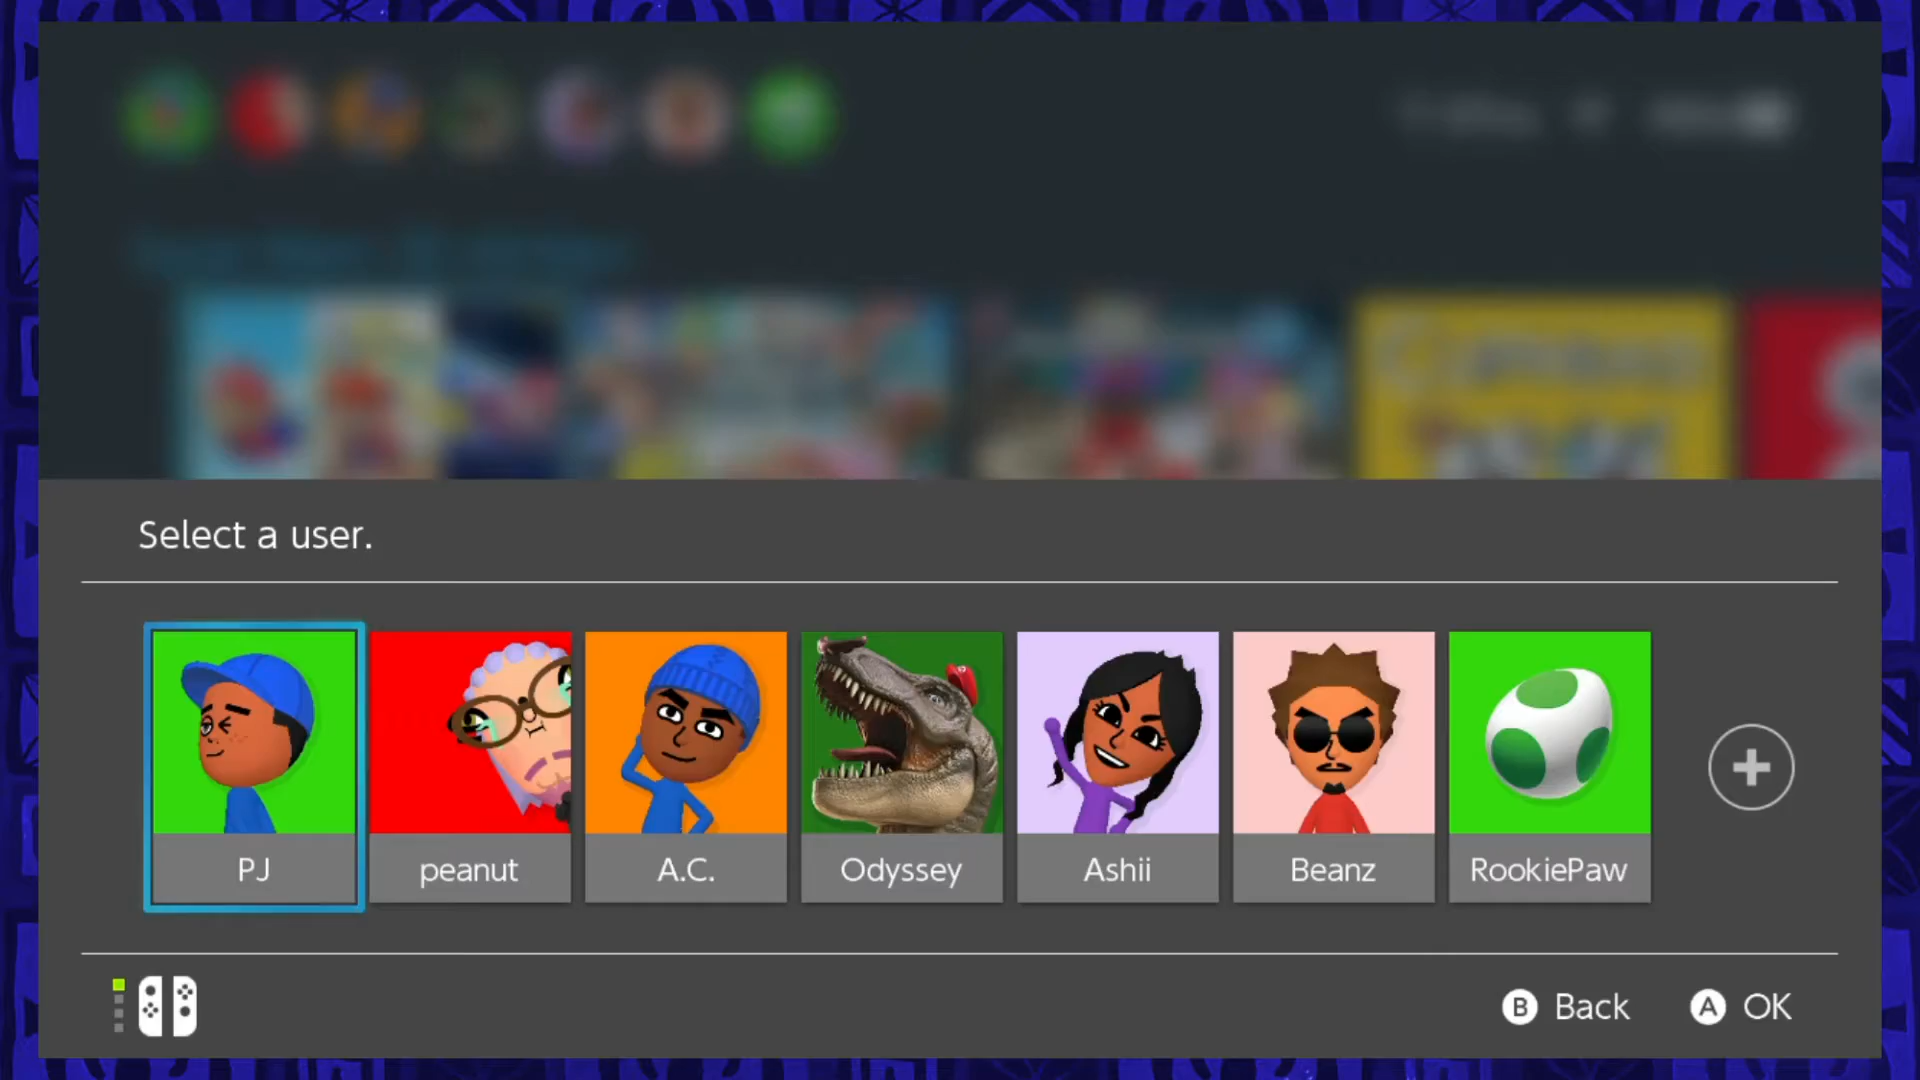 Select a user.
PJ
peanut
A.C.
Odyssey
Ashii
Beanz
RookiePaw
B Back
A OK